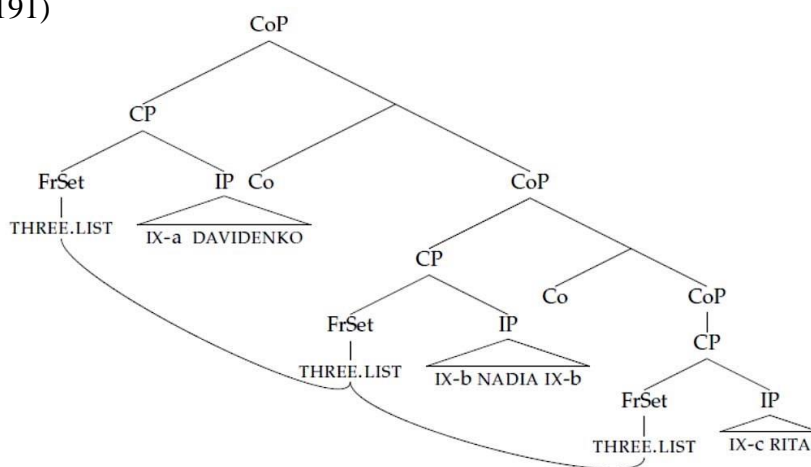 191)
CoP
CP
FrSet IP Co CoP
THREE.LIST
IX-a DAVIDENKO
CP
Co CoP
FrSet IP
CP
THREE.LIST IX-b NADIA IX-b
FrSet IP
THREE.LIST IX-c RITA